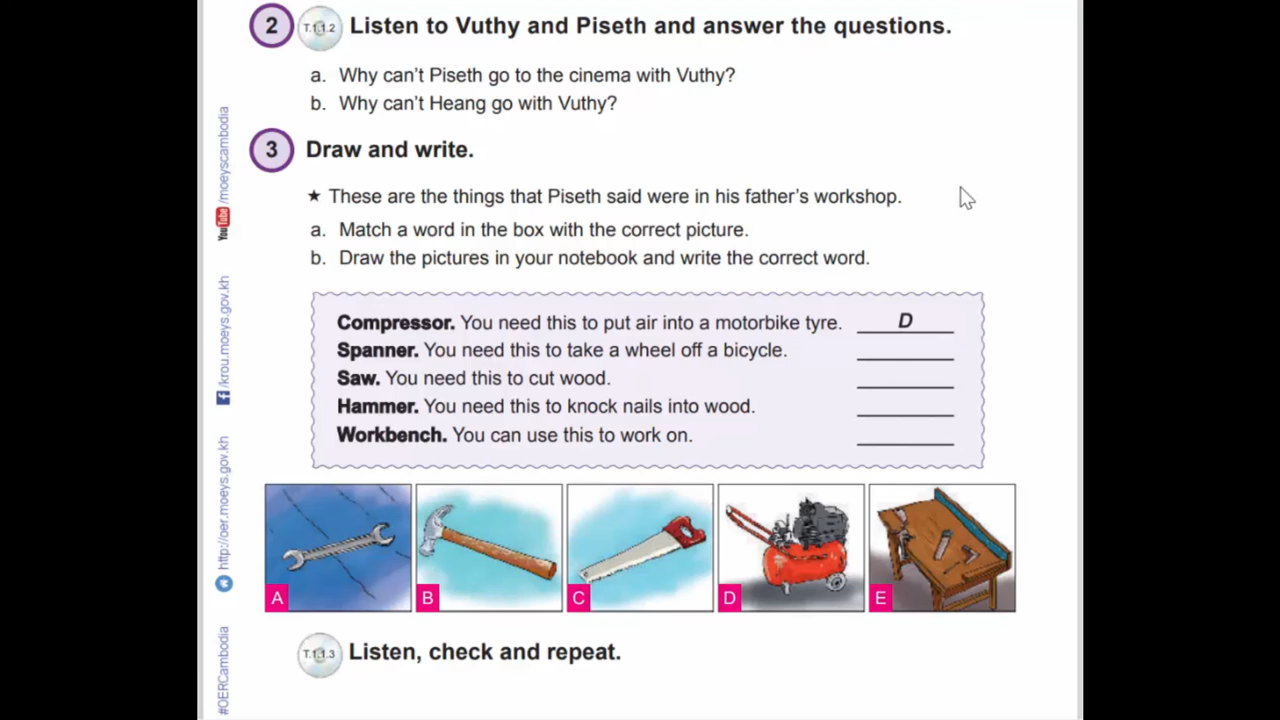 2 T.1.1.2 Listen to Vuthy and Piseth and answer the questions.
a. Why can't Piseth go to the cinema with Vuthy?
b. Why can't Heang go with Vuthy?
3 Draw and write.
★ These are the things that Piseth said were in his father's workshop.
a. Match a word in the box with the correct picture.
b. Draw the pictures in your notebook and write the correct word.
Compressor. You need this to put air into a motorbike tyre. D
Spanner. You need this to take a wheel off a bicycle.
Saw. You need this to cut wood.
Hammer. You need this to knock nails into wood.
Workbench. You can use this to work on.
A B C D E
T.1.1.3 Listen, check and repeat.
YouTube /moeyscambodia
f /krou.moeys.gov.kh
http://oer.moeys.gov.kh
#OERCambodia